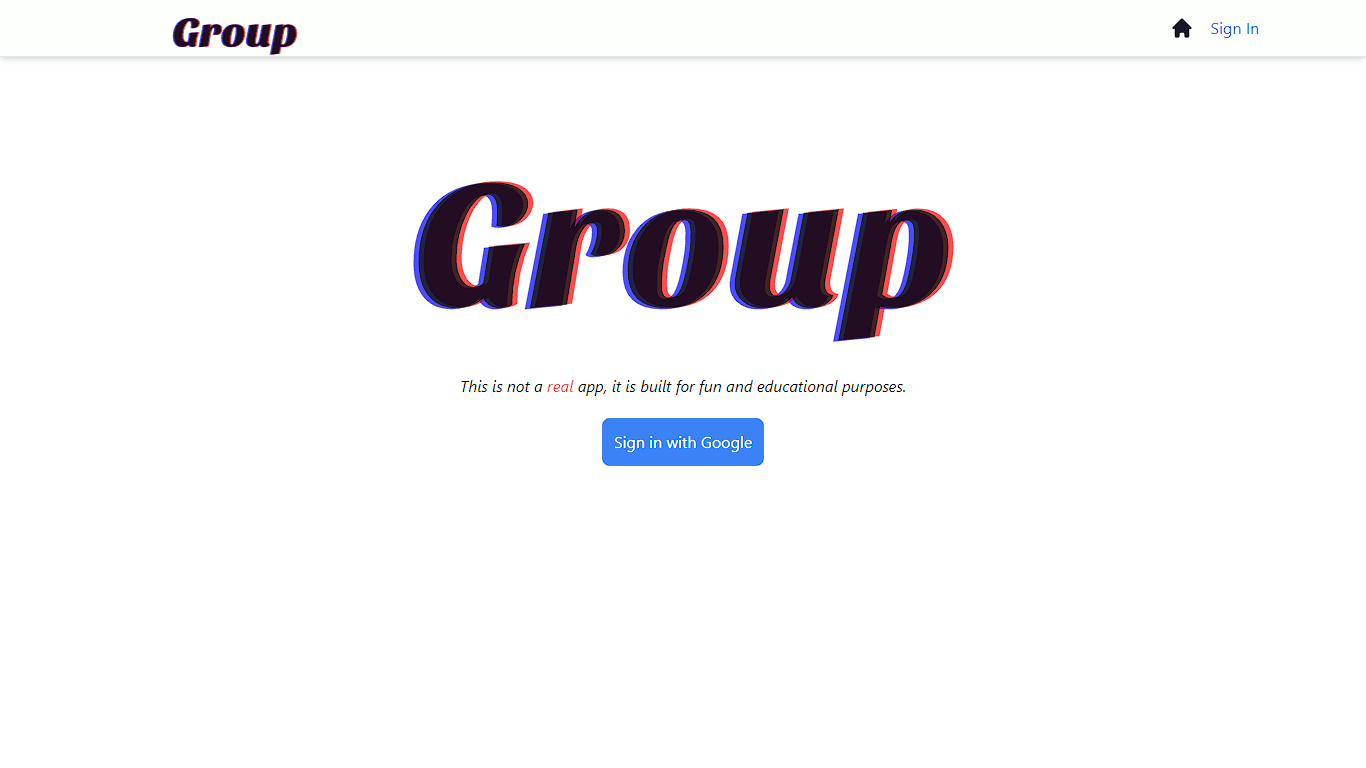 Group
Sign In
Group
This is not a real app, it is built for fun and educational purposes.
Sign in with Google